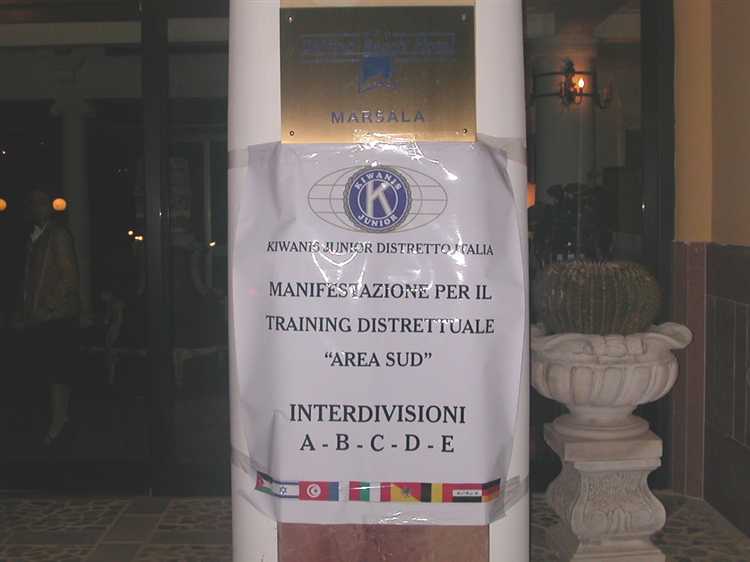 MARSALA
KIWANIS
K
JUNIOR
KIWANIS JUNIOR DISTRETTO ITALIA
MANIFESTAZIONE PER IL
TRAINING DISTRETTUALE
“AREA SUD”
INTERDIVISIONI
A - B - C - D - E